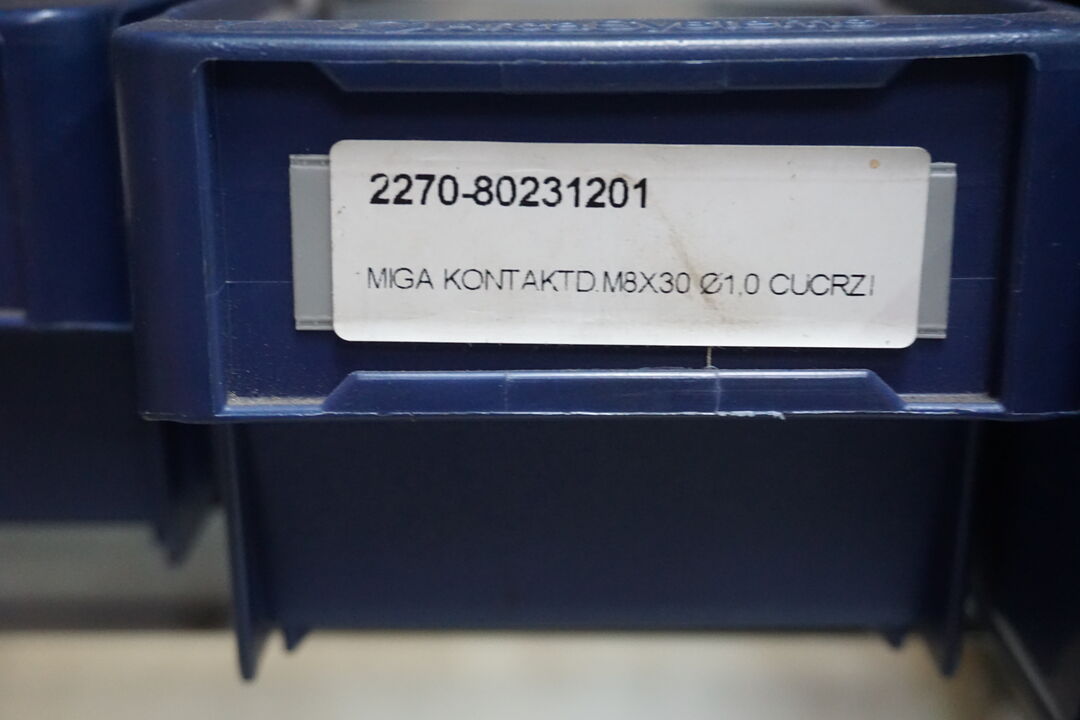 2270-80231201
MIGA KONTAKTD.M8X30 Ø1,0 CUCRZI